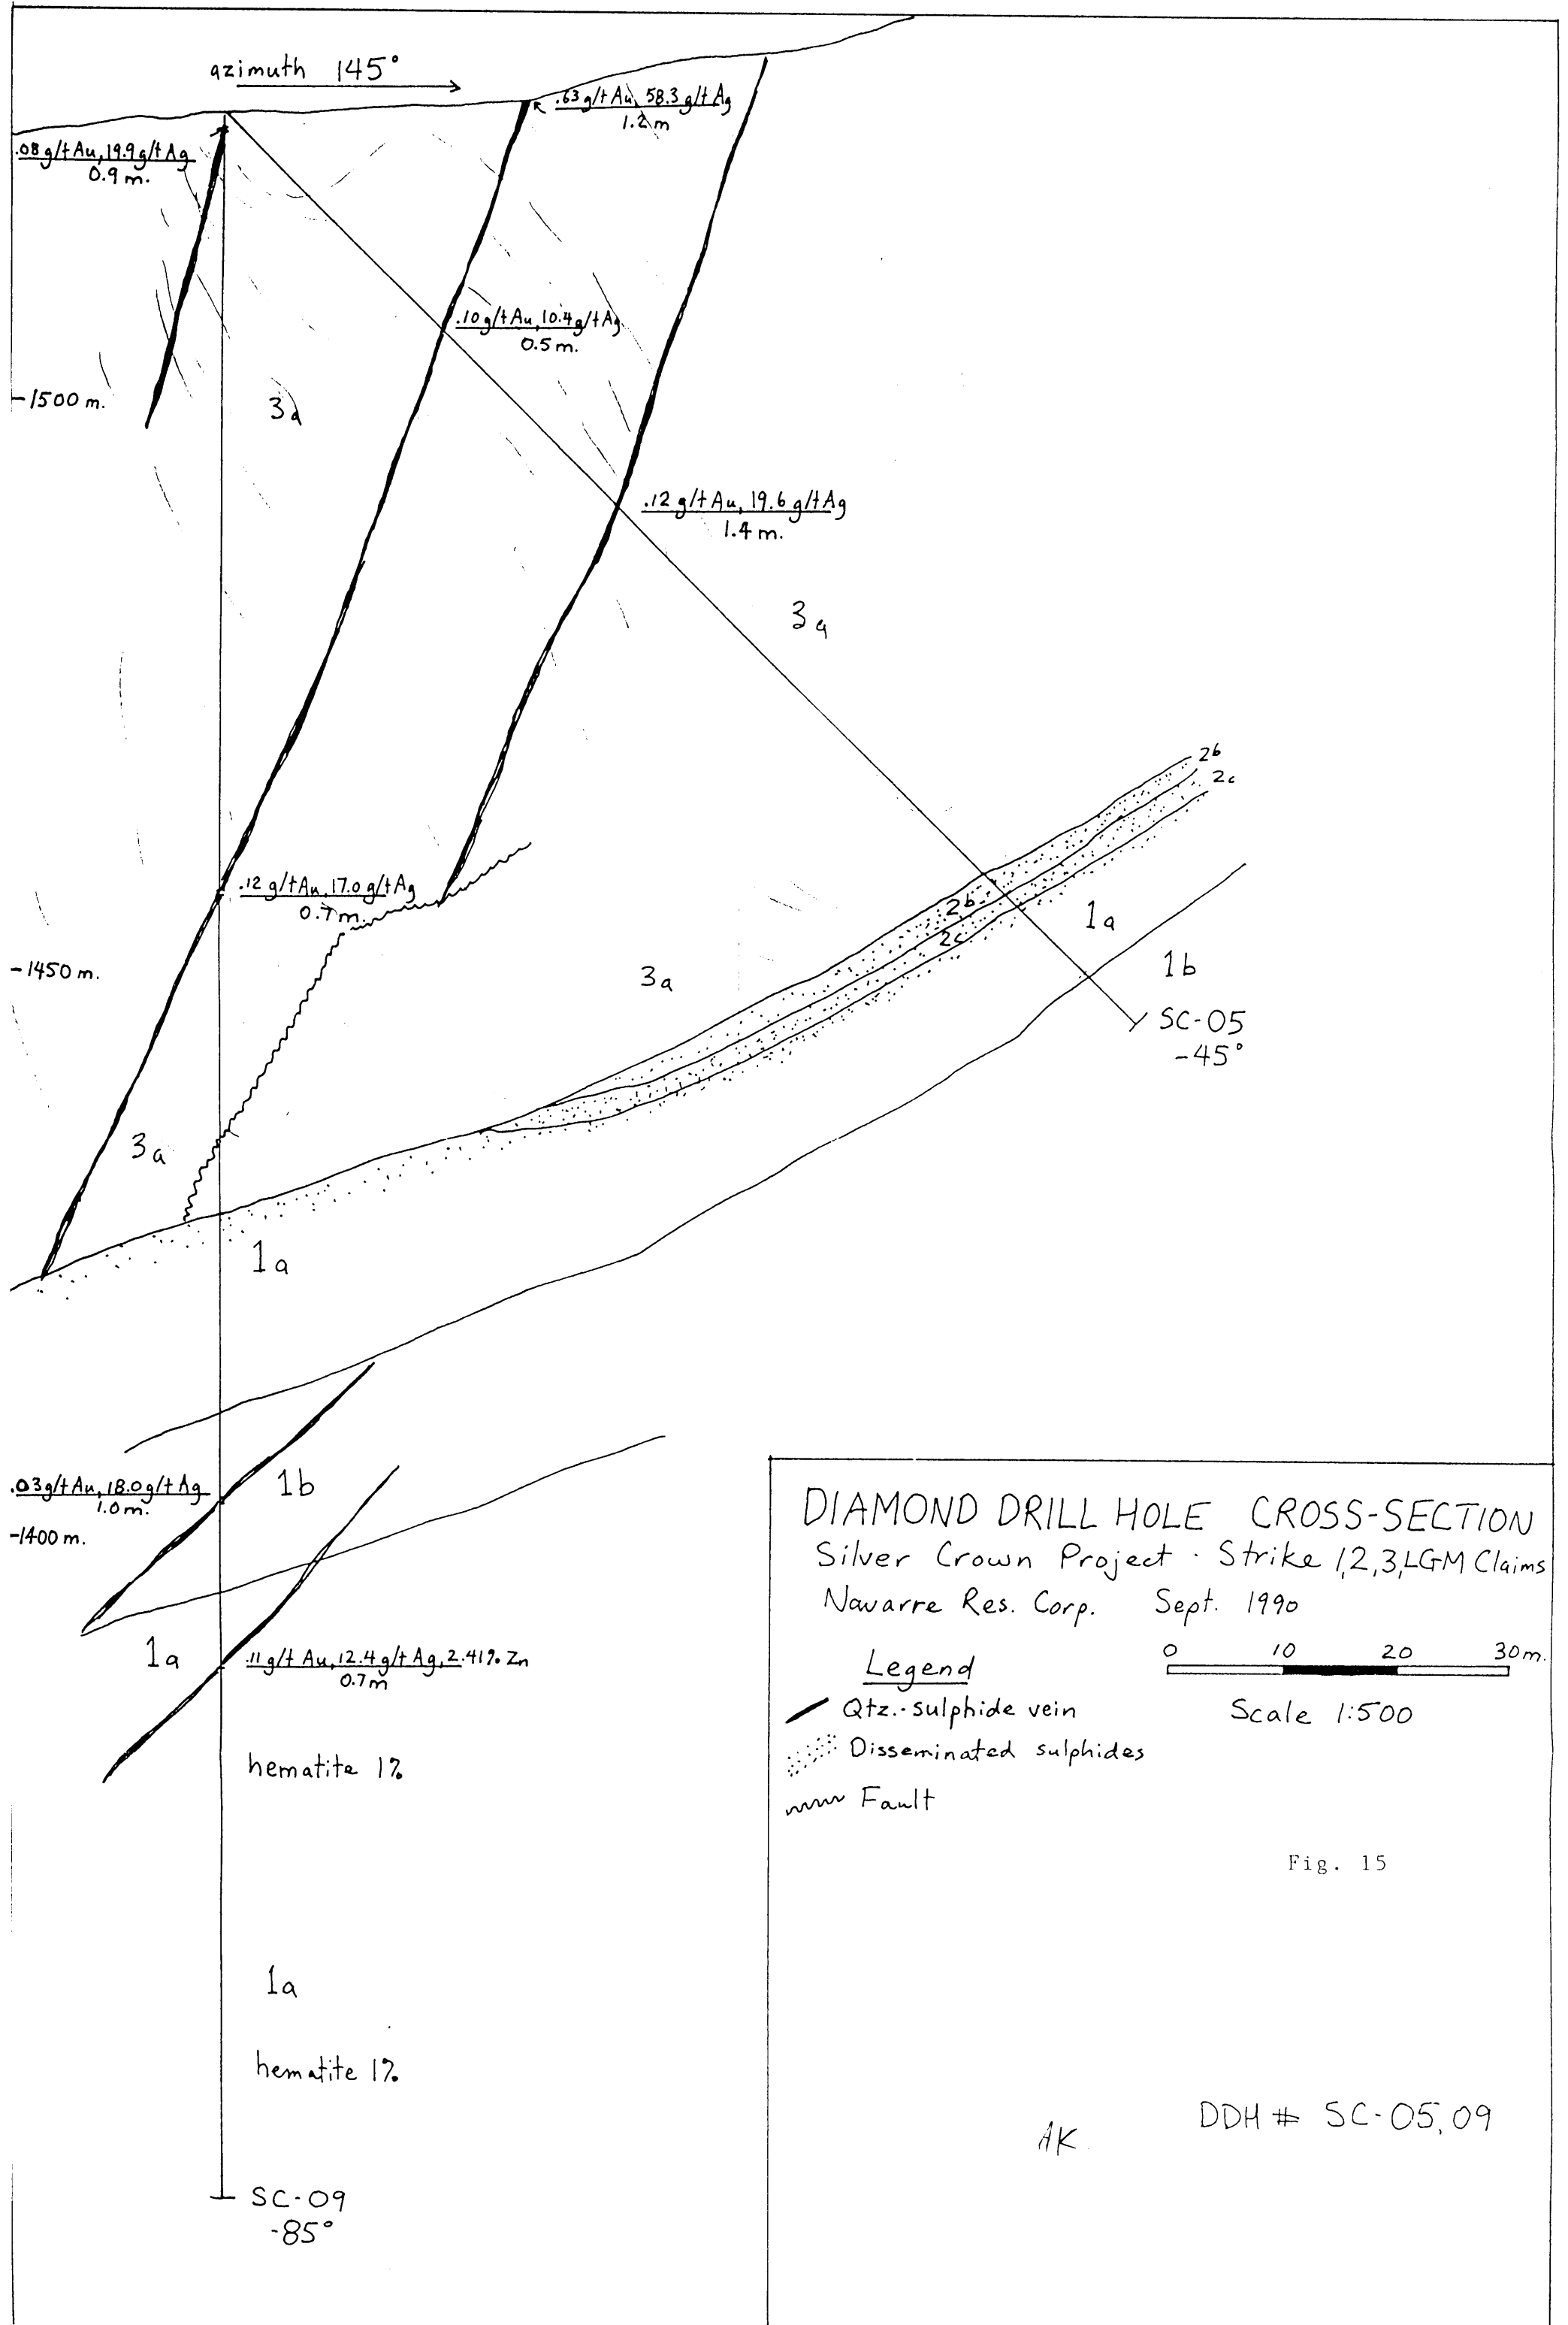 azimuth 145°
.63 g/t Au, 58.3 g/t Ag
1.2 m
.08 g/t Au, 19.9 g/t Ag
0.9 m.
.10 g/t Au, 10.4 g/t Ag
0.5 m.
-1500 m.
3a
.12 g/t Au, 19.6 g/t Ag
1.4 m.
3a
2b
2c
.12 g/t Au, 17.0 g/t Ag
0.7 m.
2b
2c
1a
1b
-1450 m.
3a
SC-05
-45°
3a
1a
.03 g/t Au, 18.0 g/t Ag
1.0 m.
1b
-1400 m.
1a
.11 g/t Au, 12.4 g/t Ag, 2.41% Zn
0.7 m
hematite 1%
1a
hematite 1%
SC-09
-85°
DIAMOND DRILL HOLE CROSS-SECTION
Silver Crown Project - Strike 1,2,3,LGM Claims
Navarre Res. Corp. Sept. 1990
0 10 20 30 m.
Scale 1:500
Legend
Qtz.-sulphide vein
Disseminated sulphides
Fault
Fig. 15
AK
DDH # SC-05,09